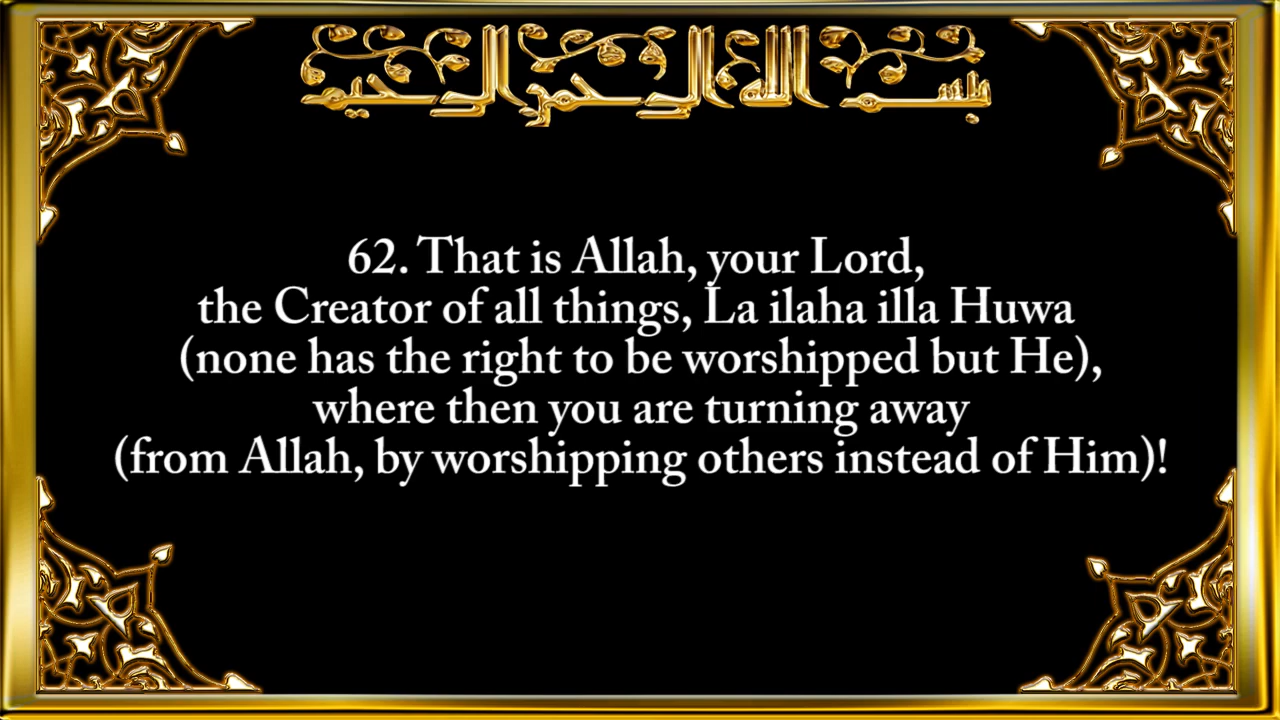 بسم الله الرحمن الرحيم
62. That is Allah, your Lord,
the Creator of all things, La ilaha illa Huwa
(none has the right to be worshipped but He),
where then you are turning away
(from Allah, by worshipping others instead of Him)!